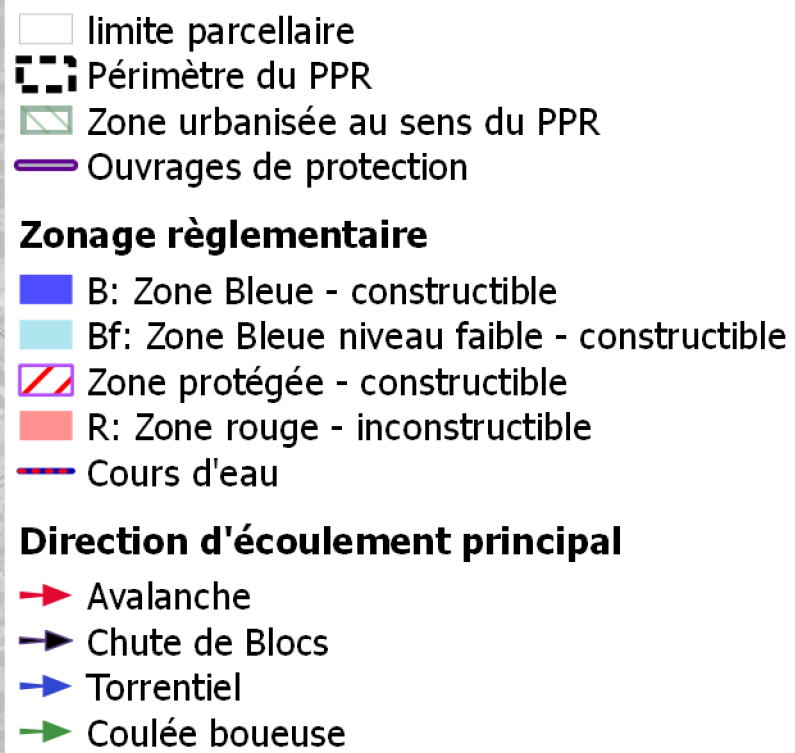 limite parcellaire
Périmètre du PPR
Zone urbanisée au sens du PPR
Ouvrages de protection
Zonage règlementaire
B: Zone Bleue - constructible
Bf: Zone Bleue niveau faible - constructible
Zone protégée - constructible
R: Zone rouge - inconstructible
Cours d'eau
Direction d'écoulement principal
Avalanche
Chute de Blocs
Torrentiel
Coulée boueuse